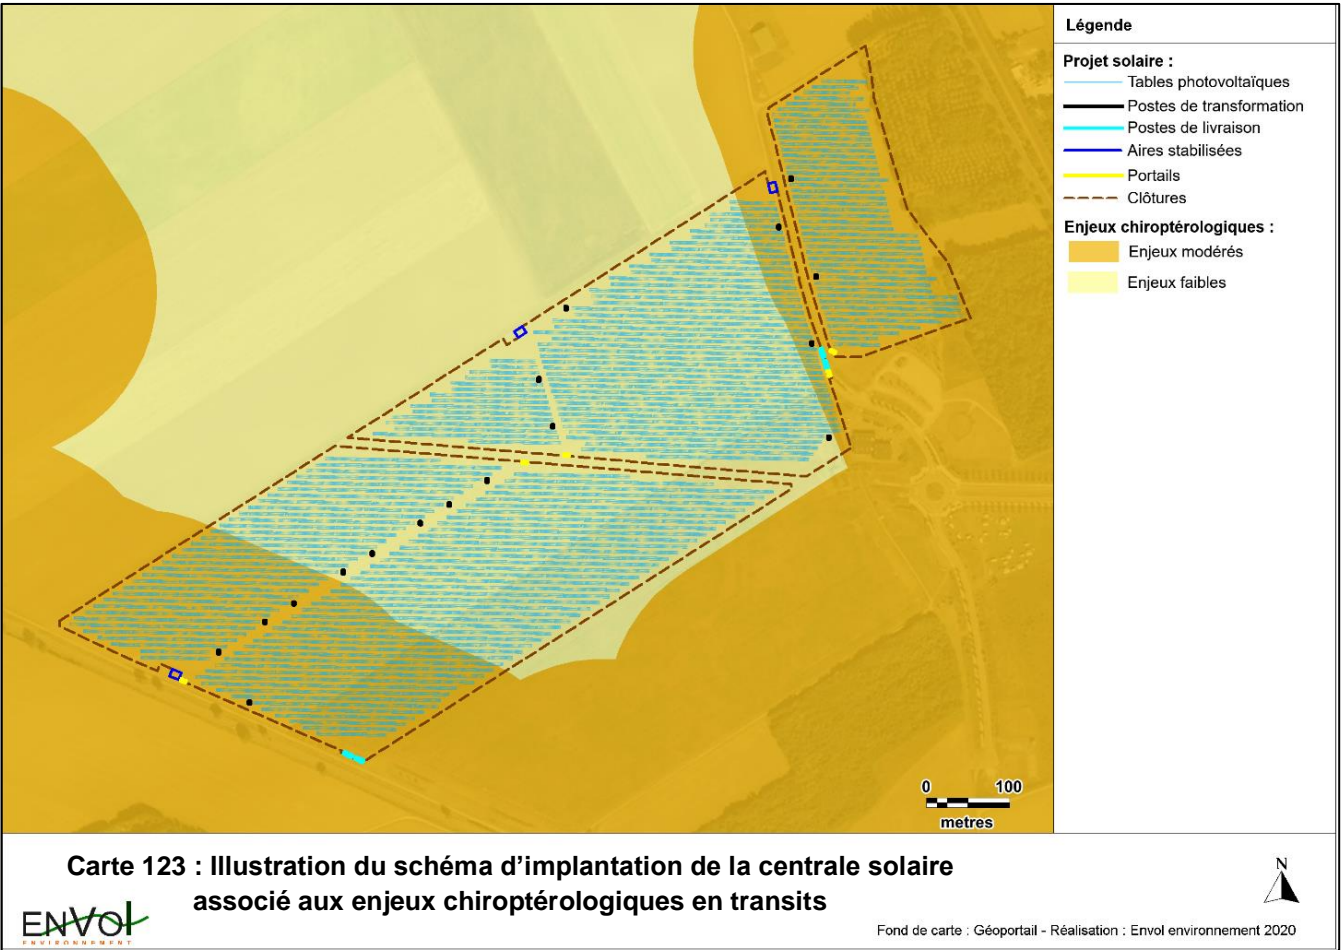 Légende
Projet solaire :
Tables photovoltaïques
Postes de transformation
Postes de livraison
Aires stabilisées
Portails
Clôtures
Enjeux chiroptérologiques :
Enjeux modérés
Enjeux faibles
0 100
metres
Carte 123 : Illustration du schéma d'implantation de la centrale solaire
associé aux enjeux chiroptérologiques en transits
N
ENVOI
ENVIRONNEMENT
Fond de carte : Géoportail - Réalisation : Envol environnement 2020